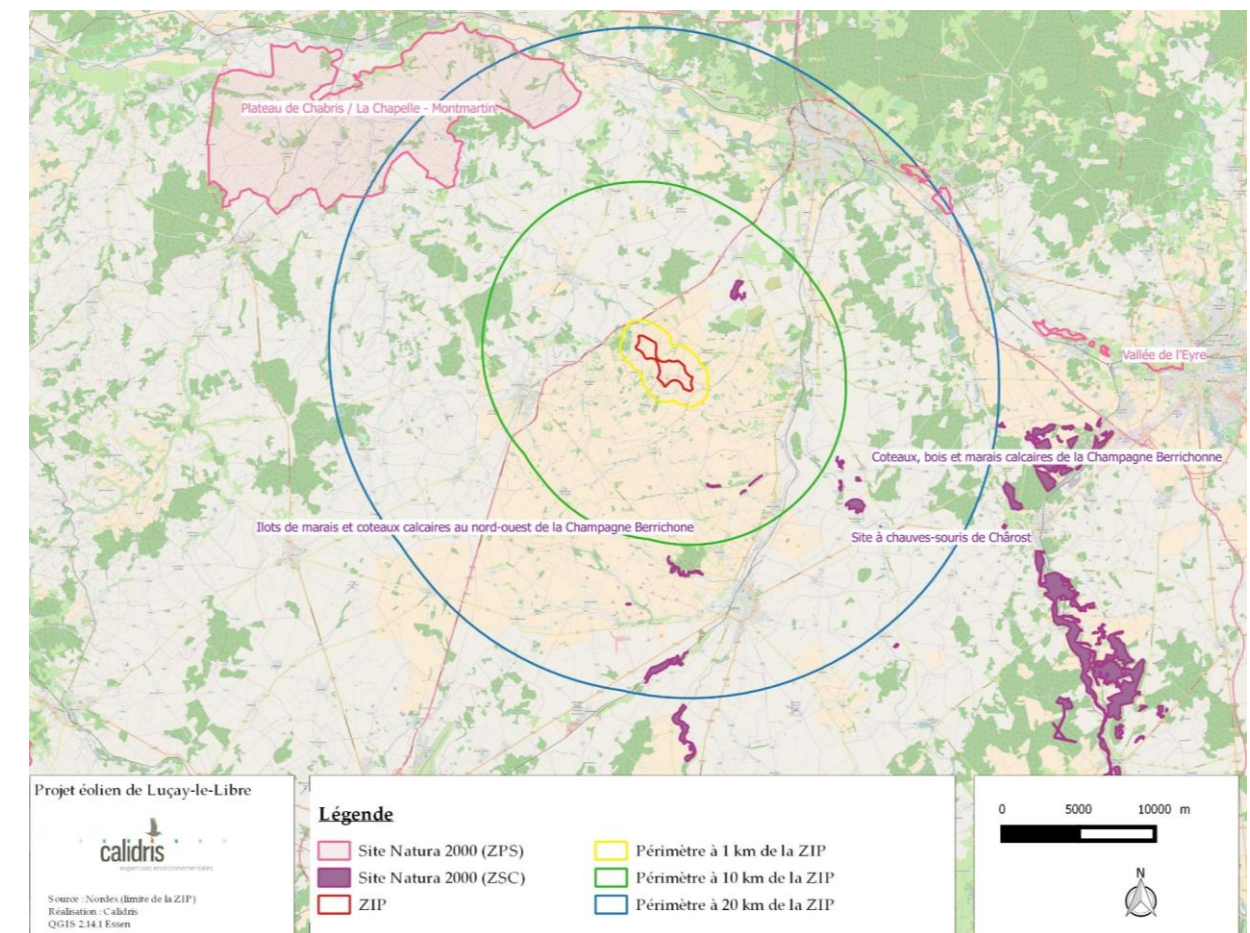 Plateau de Chabris / La Chapelle - Montmartin
Vallée de l'Eyre
Coteaux, bois et marais calcaires de la Champagne Berrichonne
Ilots de marais et coteaux calcaires au nord-ouest de la Champagne Berrichone
Site à chauves-souris de Chârost
Projet éolien de Luçay-le-Libre
calidris
expertises environnementales
Source : Nordex (limite de la ZIP)
Réalisation : Calidris
QGIS 2.14.1 Essen
Légende
Site Natura 2000 (ZPS)
Site Natura 2000 (ZSC)
ZIP
Périmètre à 1 km de la ZIP
Périmètre à 10 km de la ZIP
Périmètre à 20 km de la ZIP
0 5000 10000 m
N